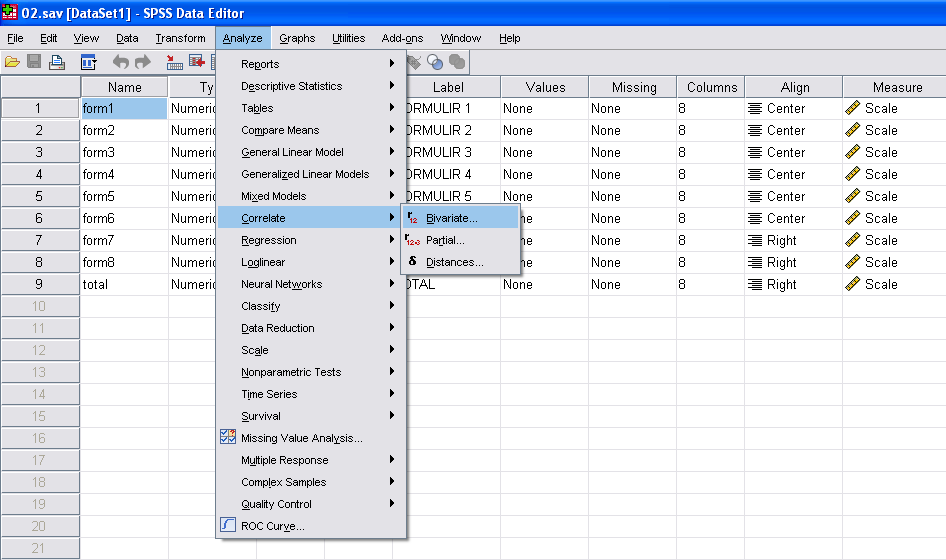 02.sav [DataSet1] - SPSS Data Editor
File Edit View Data Transform Analyze Graphs Utilities Add-ons Window Help
Name Ty Label Values Missing Columns Align Measure
1 form1 Numeric ORMULIR 1 None None 8 Center Scale
2 form2 Numeric ORMULIR 2 None None 8 Center Scale
3 form3 Numeric ORMULIR 3 None None 8 Center Scale
4 form4 Numeric ORMULIR 4 None None 8 Center Scale
5 form5 Numeric ORMULIR 5 None None 8 Center Scale
6 form6 Numeric None 8 Center Scale
7 form7 Numeric None 8 Right Scale
8 form8 Numeric None 8 Right Scale
9 total Numeric OTAL None None 8 Right Scale
10
11
12
13
14
15
16
17
18
19
20
21
Reports
Descriptive Statistics
Tables
Compare Means
General Linear Model
Generalized Linear Models
Mixed Models
Correlate
Regression
Loglinear
Neural Networks
Classify
Data Reduction
Scale
Nonparametric Tests
Time Series
Survival
Missing Value Analysis...
Multiple Response
Complex Samples
Quality Control
ROC Curve...
r12 Bivariate...
r12•3 Partial...
δ Distances...